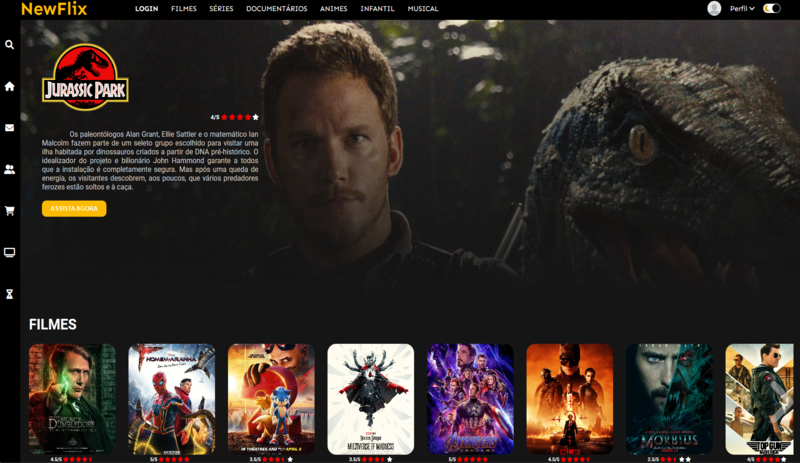 NewFlix
LOGIN FILMES SÉRIES DOCUMENTÁRIOS ANIMES INFANTIL MUSICAL
Perfil
JURASSIC PARK
4/5
Os paleontólogos Alan Grant, Ellie Sattler e o matemático Ian
Malcolm fazem parte de um seleto grupo escolhido para visitar uma
ilha habitada por dinossauros criados a partir de DNA pré-histórico. O
idealizador do projeto e bilionário John Hammond garante a todos
que a instalação é completamente segura. Mas após uma queda de
energia, os visitantes descobrem, aos poucos, que vários predadores
ferozes estão soltos e à caça.
ASSISTA AGORA
FILMES
DUMBLEDORE
HOMEM-ARANHA
IN THEATRES APRIL 8
DOCTOR STRANGE
MULTIVERSE OF MADNESS
AVENGERS
MORBIUS
TOP GUN
4.5/5
5/5
3.5/5
3.5/5
5/5
4.5/5
2.5/5
4/5